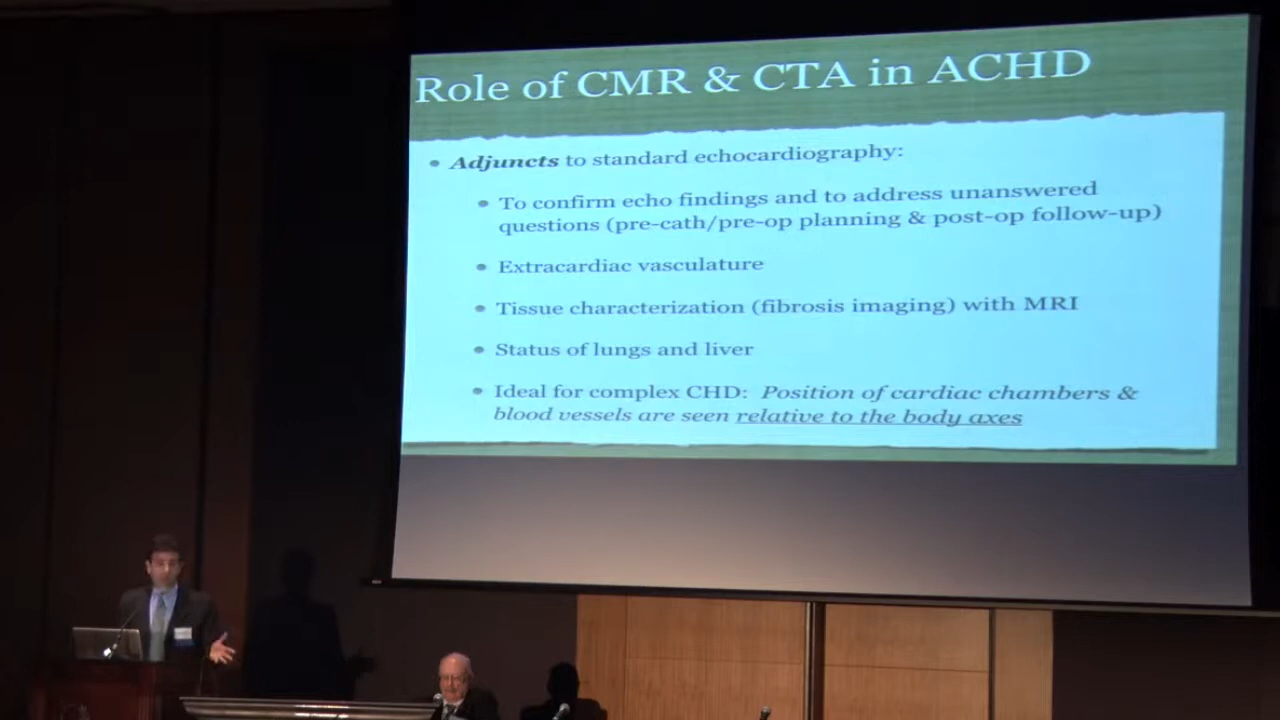 Role of CMR & CTA in ACHD
• Adjuncts to standard echocardiography:
• To confirm echo findings and to address unanswered
questions (pre-cath/pre-op planning & post-op follow-up)
• Extracardiac vasculature
• Tissue characterization (fibrosis imaging) with MRI
• Status of lungs and liver
• Ideal for complex CHD: Position of cardiac chambers &
blood vessels are seen relative to the body axes